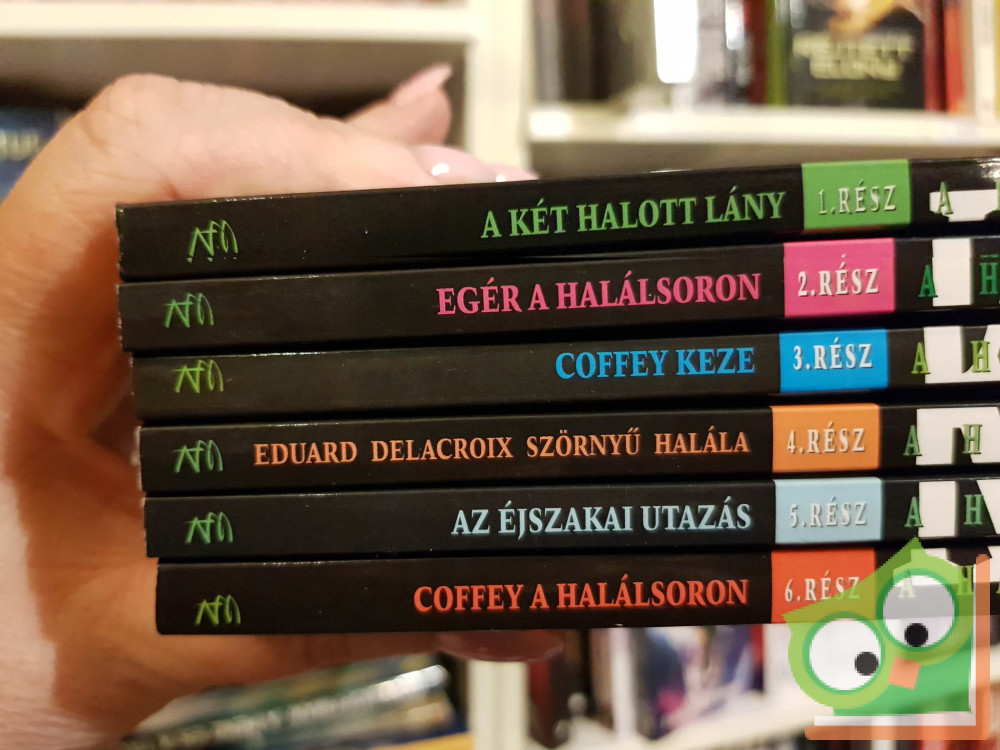 A KÉT HALOTT LÁNY 1.RÉSZ A
EGÉR A HALÁLSORON 2.RÉSZ A H
COFFEY KEZE 3.RÉSZ A H
EDUARD DELACROIX SZÖRNYŰ HALÁLA 4.RÉSZ A H
AZ ÉJSZAKAI UTAZÁS 5.RÉSZ A H
COFFEY A HALÁLSORON 6.RÉSZ A H